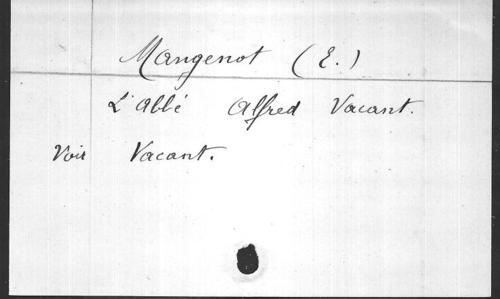 Mangenot (E.)
L'abbé Alfred Vacant.
Voir Vacant.